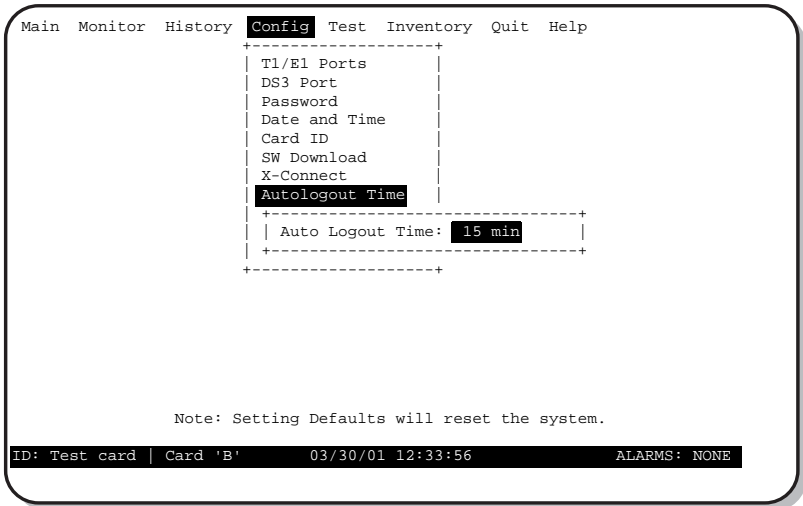 Main Monitor History Config Test Inventory Quit Help
+-------------------+
| T1/E1 Ports |
| DS3 Port |
| Password |
| Date and Time |
| Card ID |
| SW Download |
| X-Connect |
| Autologout Time |
| +--------------------------------+
| | Auto Logout Time: 15 min |
| +--------------------------------+
+-------------------+
Note: Setting Defaults will reset the system.
ID: Test card | Card 'B' 03/30/01 12:33:56 ALARMS: NONE